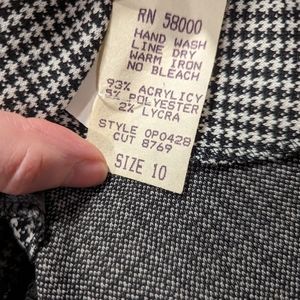 RN 58000
HAND WASH
LINE DRY
WARM IRON
NO BLEACH
93% ACRYLICY
5% POLYESTER
2% LYCRA
STYLE OP0428
CUT 8769
SIZE 10